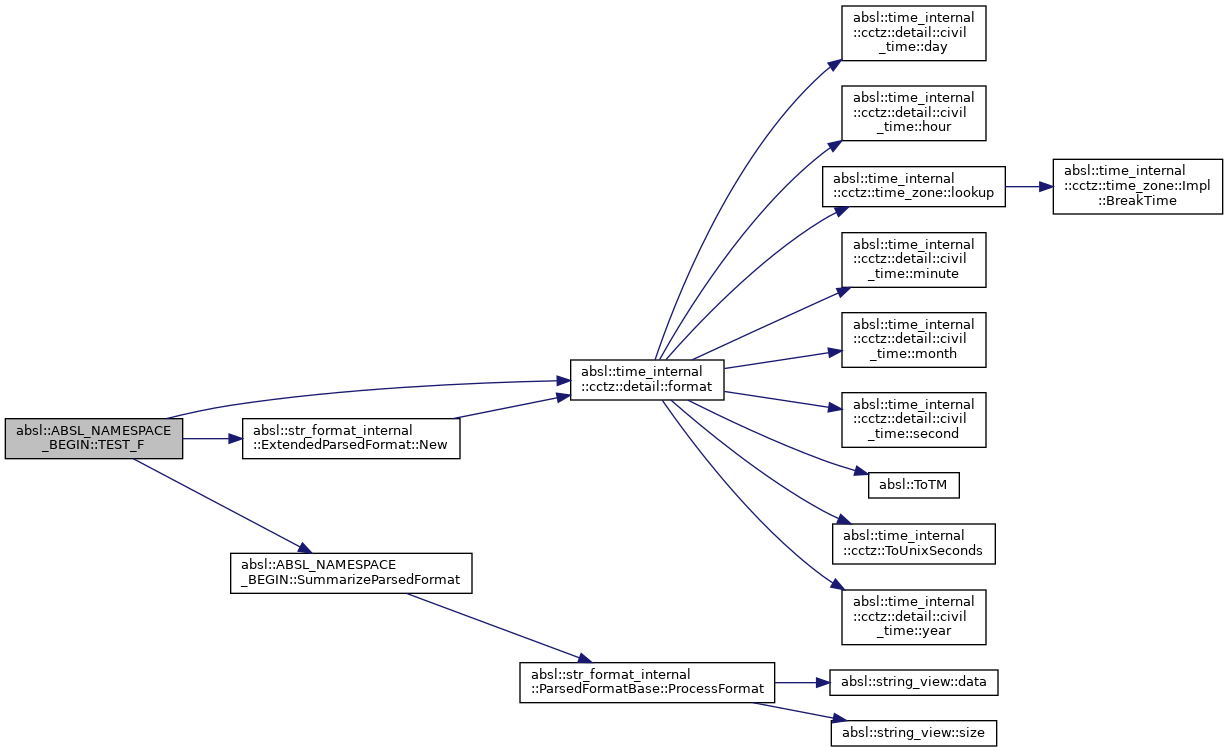 absl::ABSL_NAMESPACE
_BEGIN::TEST_F
absl::str_format_internal
::ExtendedParsedFormat::New
absl::ABSL_NAMESPACE
_BEGIN::SummarizeParsedFormat
absl::time_internal
::cctz::detail::format
absl::str_format_internal
::ParsedFormatBase::ProcessFormat
absl::time_internal
::cctz::detail::civil
_time::day
absl::time_internal
::cctz::detail::civil
_time::hour
absl::time_internal
::cctz::time_zone::lookup
absl::time_internal
::cctz::time_zone::Impl
::BreakTime
absl::time_internal
::cctz::detail::civil
_time::minute
absl::time_internal
::cctz::detail::civil
_time::month
absl::time_internal
::cctz::detail::civil
_time::second
absl::ToTM
absl::time_internal
::cctz::ToUnixSeconds
absl::time_internal
::cctz::detail::civil
_time::year
absl::string_view::data
absl::string_view::size